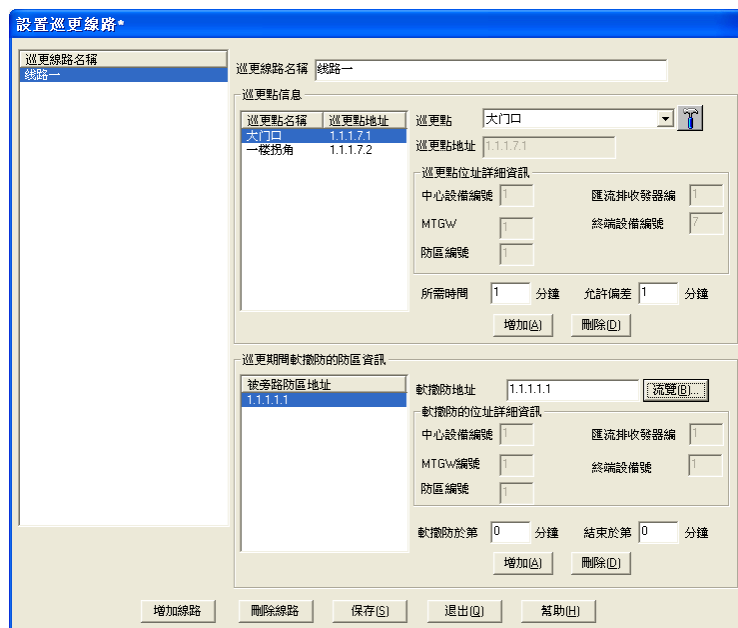 設置巡更線路*
巡更線路名稱
线路一
巡更線路名稱 线路一
巡更點信息
巡更點名稱 巡更點地址
大门口 1.1.1.7.1
一楼拐角 1.1.1.7.2
巡更點 大门口
巡更點地址 1.1.1.7.1
巡更點位址詳細資訊
中心設備編號 1 匯流排收發器編 1
MTGW 1 終端設備編號 7
防區編號 1
所需時間 1 分鐘 允許偏差 1 分鐘
增加(A) 刪除(D)
巡更期間軟撤防的防區資訊
被旁路防區地址
1.1.1.1.1
軟撤防地址 1.1.1.1.1 流覽(B)...
軟撤防的位址詳細資訊
中心設備編號 1 匯流排收發器編 1
MTGW編號 1 終端設備號 1
防區編號 1
軟撤防於第 0 分鐘 結束於第 0 分鐘
增加(A) 刪除(D)
增加線路 刪除線路 保存(S) 退出(Q) 幫助(H)